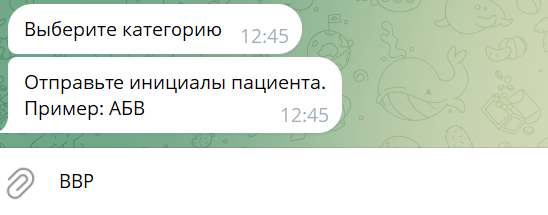 Выберите категорию 12:45
Отправьте инициалы пациента.
Пример: АБВ 12:45
ВВР